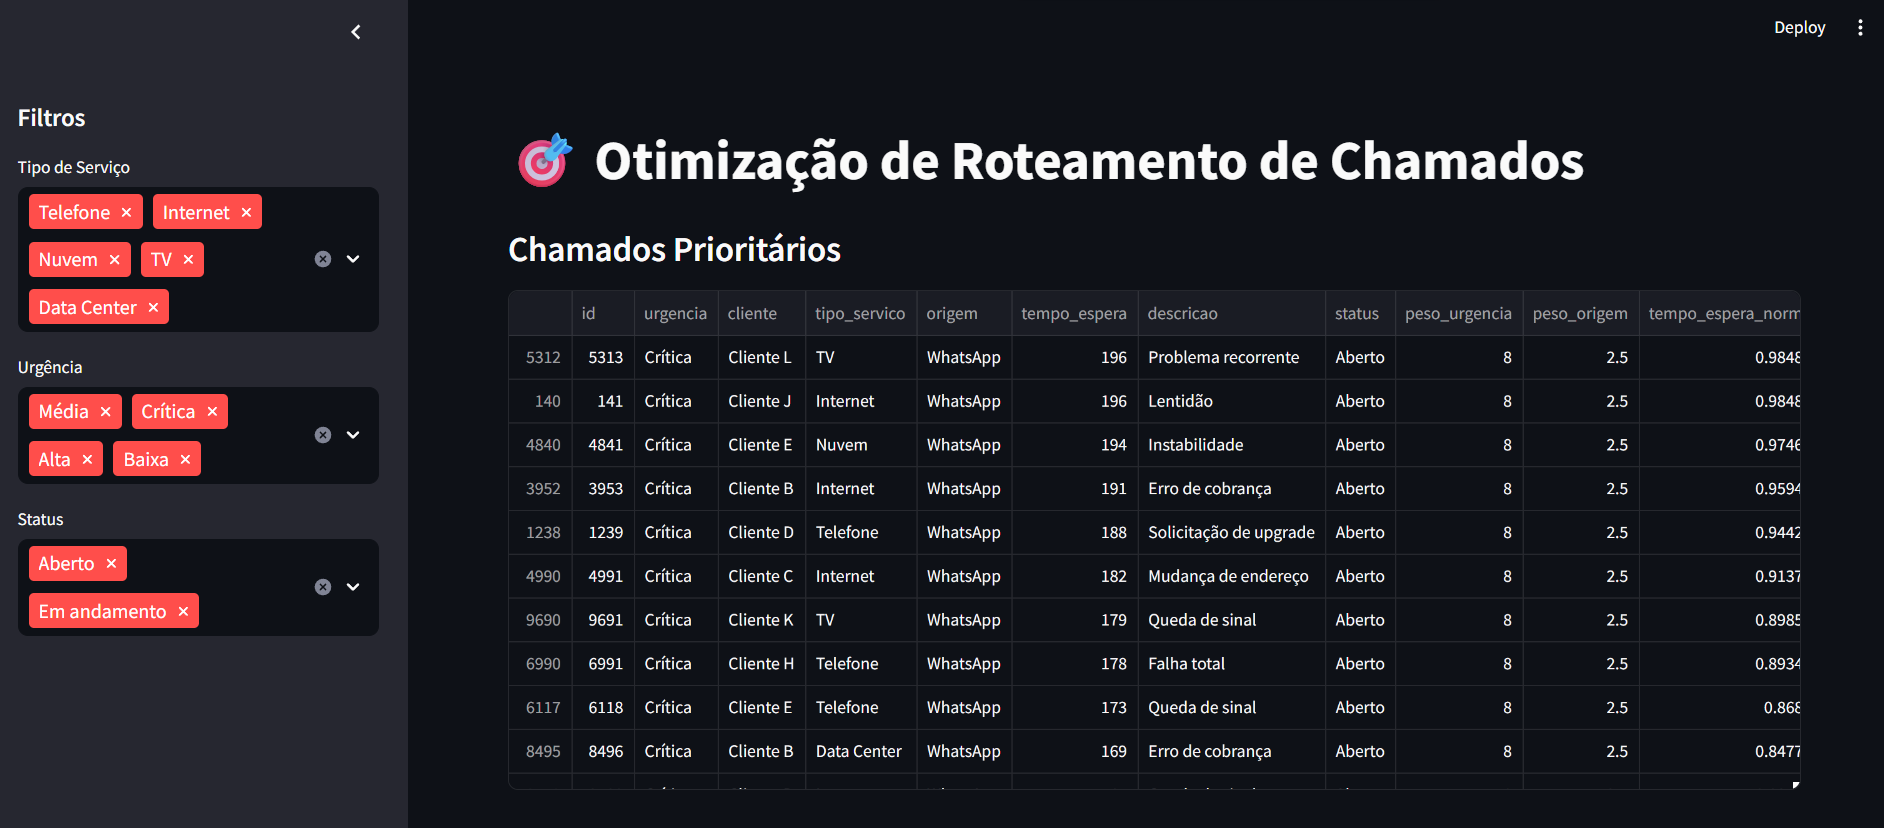 Deploy
Filtros
Tipo de Serviço
Telefone × Internet ×
Nuvem × TV ×
Data Center ×
Urgência
Média × Crítica ×
Alta × Baixa ×
Status
Aberto ×
Em andamento ×
Otimização de Roteamento de Chamados
Chamados Prioritários
id urgencia cliente tipo_servico origem tempo_espera descricao status peso_urgencia peso_origem tempo_espera_norm
5312 5313 Crítica Cliente L TV WhatsApp 196 Problema recorrente Aberto 8 2.5 0.9848
140 141 Crítica Cliente J Internet WhatsApp 196 Lentidão Aberto 8 2.5 0.9848
4840 4841 Crítica Cliente E Nuvem WhatsApp 194 Instabilidade Aberto 8 2.5 0.9746
3952 3953 Crítica Cliente B Internet WhatsApp 191 Erro de cobrança Aberto 8 2.5 0.9594
1238 1239 Crítica Cliente D Telefone WhatsApp 188 Solicitação de upgrade Aberto 8 2.5 0.9442
4990 4991 Crítica Cliente C Internet WhatsApp 182 Mudança de endereço Aberto 8 2.5 0.9137
9690 9691 Crítica Cliente K TV WhatsApp 179 Queda de sinal Aberto 8 2.5 0.8985
6990 6991 Crítica Cliente H Telefone WhatsApp 178 Falha total Aberto 8 2.5 0.8934
6117 6118 Crítica Cliente E Telefone WhatsApp 173 Queda de sinal Aberto 8 2.5 0.868
8495 8496 Crítica Cliente B Data Center WhatsApp 169 Erro de cobrança Aberto 8 2.5 0.8477